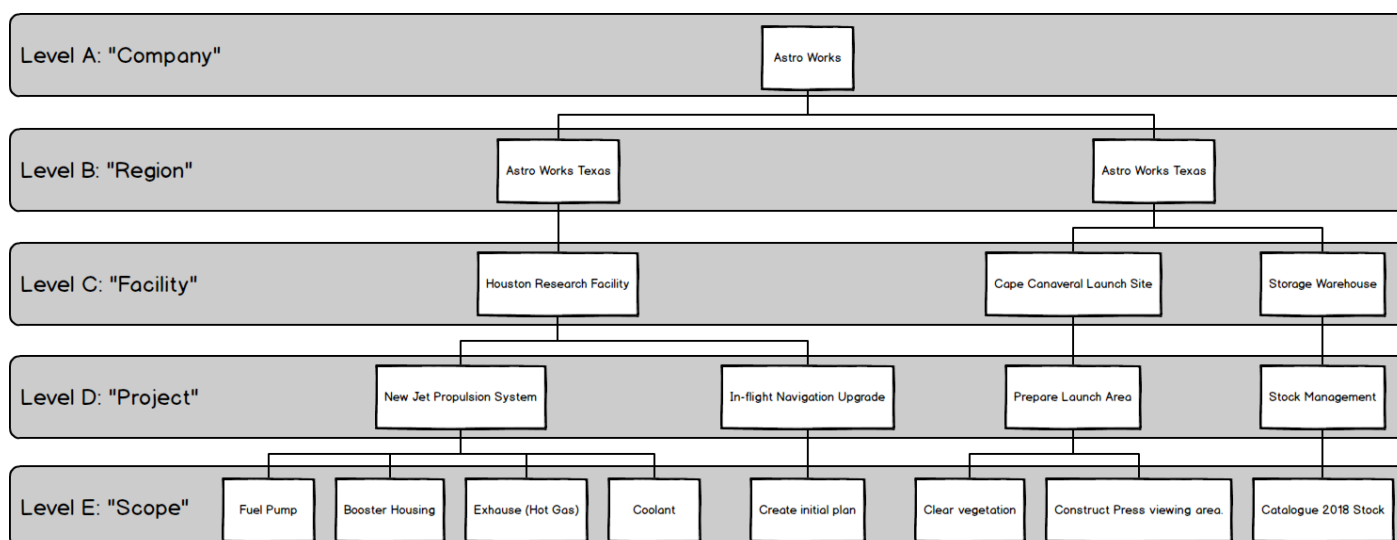 Level A: "Company"
Astro Works
Level B: "Region"
Astro Works Texas
Astro Works Texas
Level C: "Facility"
Houston Research Facility
Cape Canaveral Launch Site
Storage Warehouse
Level D: "Project"
New Jet Propulsion System
In-flight Navigation Upgrade
Prepare Launch Area
Stock Management
Level E: "Scope"
Fuel Pump
Booster Housing
Exhause (Hot Gas)
Coolant
Create initial plan
Clear vegetation
Construct Press viewing area.
Catalogue 2018 Stock